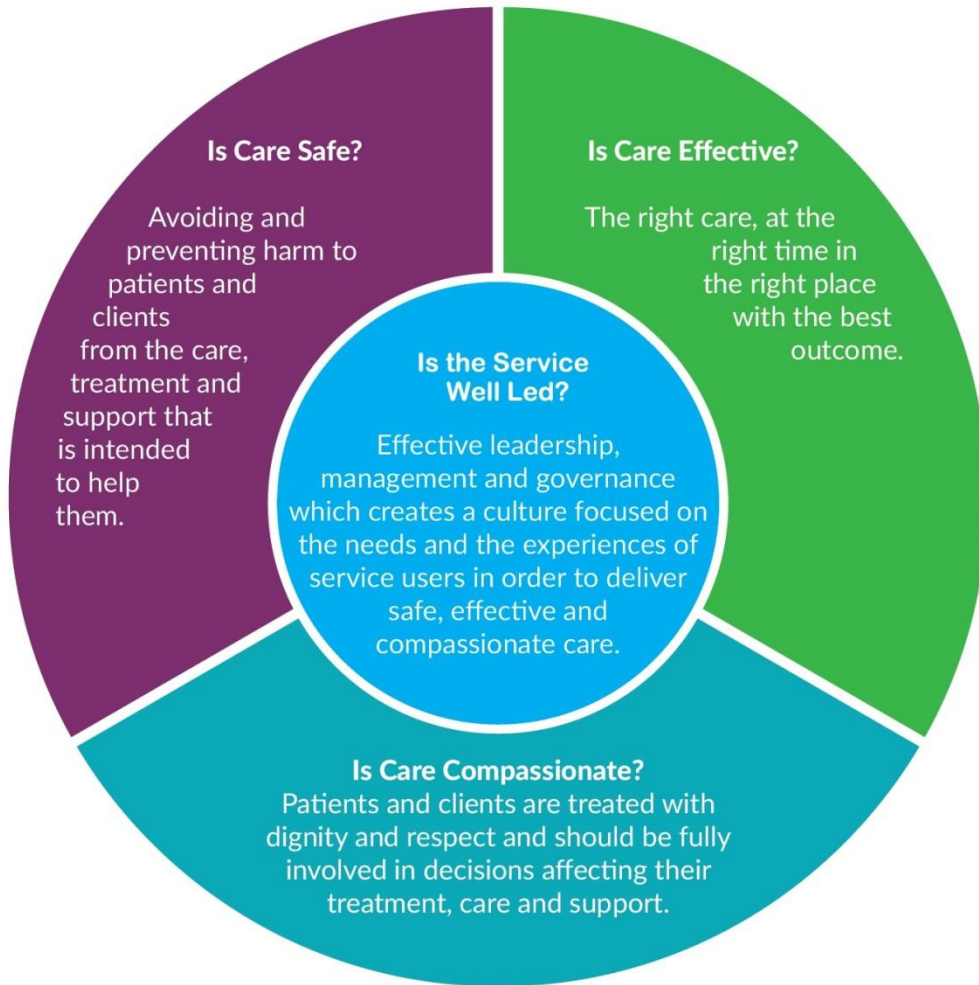 Is Care Safe?
Avoiding and
preventing harm to
patients and
clients
from the care,
treatment and
support that
is intended
to help
them.
Is Care Effective?
The right care, at the
right time in
the right place
with the best
outcome.
Is the Service
Well Led?
Effective leadership,
management and governance
which creates a culture focused on
the needs and the experiences of
service users in order to deliver
safe, effective and
compassionate care.
Is Care Compassionate?
Patients and clients are treated with
dignity and respect and should be fully
involved in decisions affecting their
treatment, care and support.